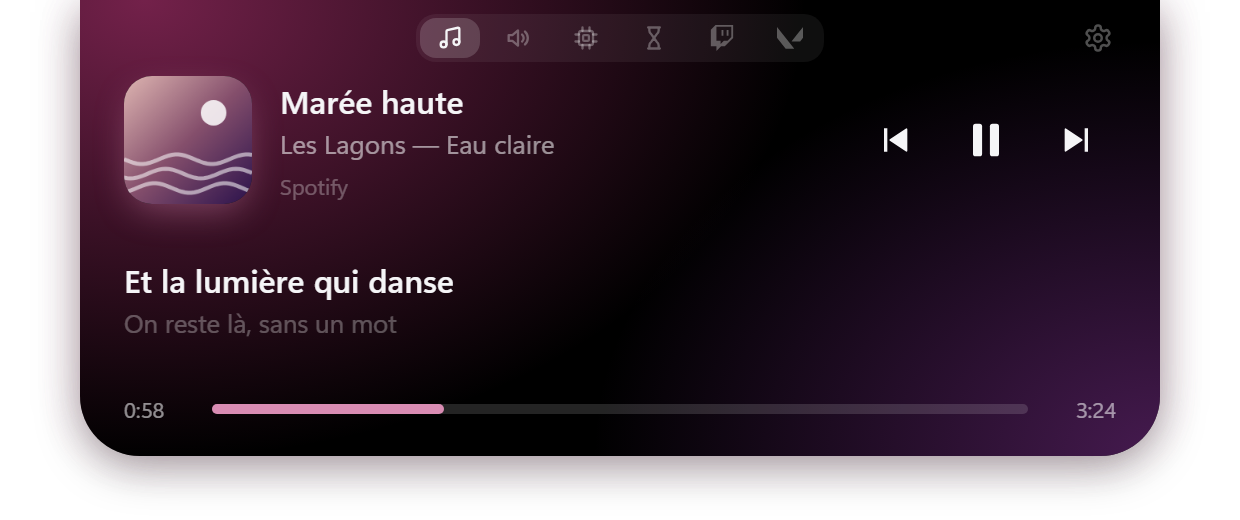 Marée haute
Les Lagons — Eau claire
Spotify
Et la lumière qui danse
On reste là, sans un mot
0:58
3:24